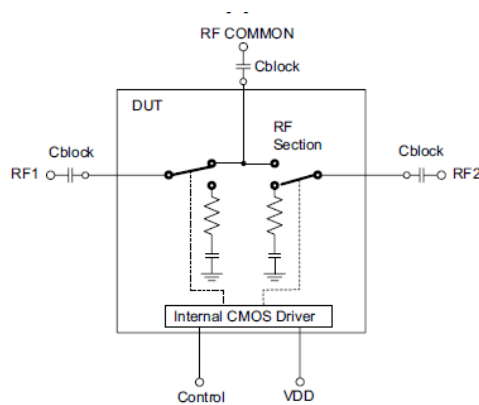 RF COMMON
Cblock
DUT
RF
Section
Cblock
RF1
Cblock
RF2
Internal CMOS Driver
Control
VDD